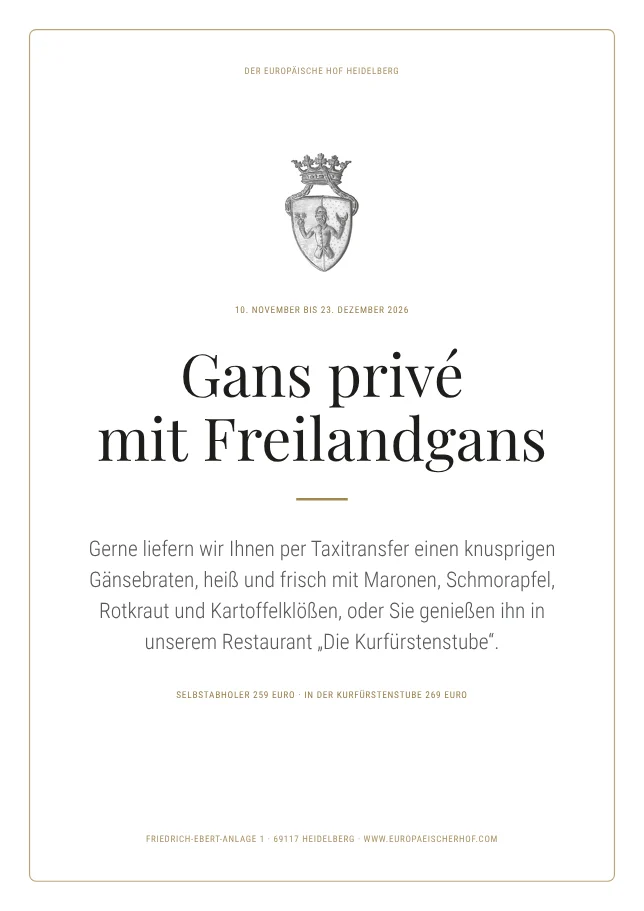 DER EUROPÄISCHE HOF HEIDELBERG
10. NOVEMBER BIS 23. DEZEMBER 2026
Gans privé
mit Freilandgans
Gerne liefern wir Ihnen per Taxitransfer einen knusprigen
Gänsebraten, heiß und frisch mit Maronen, Schmorapfel,
Rotkraut und Kartoffelklößen, oder Sie genießen ihn in
unserem Restaurant „Die Kurfürstenstube“.
SELBSTABHOLER 259 EURO · IN DER KURFÜRSTENSTUBE 269 EURO
FRIEDRICH-EBERT-ANLAGE 1 · 69117 HEIDELBERG · WWW.EUROPAEISCHERHOF.COM